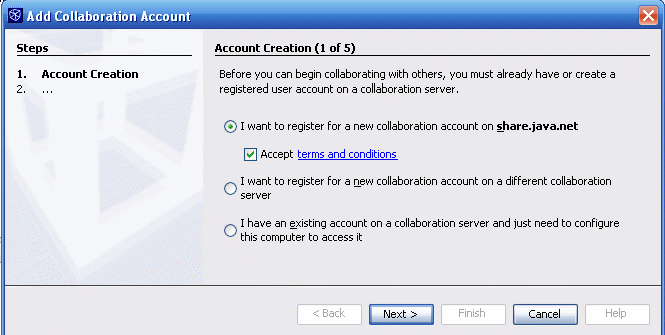 Add Collaboration Account
Steps
1. Account Creation
2. ...
Account Creation (1 of 5)
Before you can begin collaborating with others, you must already have or create a
registered user account on a collaboration server.
I want to register for a new collaboration account on share.java.net
Accept terms and conditions
I want to register for a new collaboration account on a different collaboration
server
I have an existing account on a collaboration server and just need to configure
this computer to access it
< Back
Next >
Finish
Cancel
Help